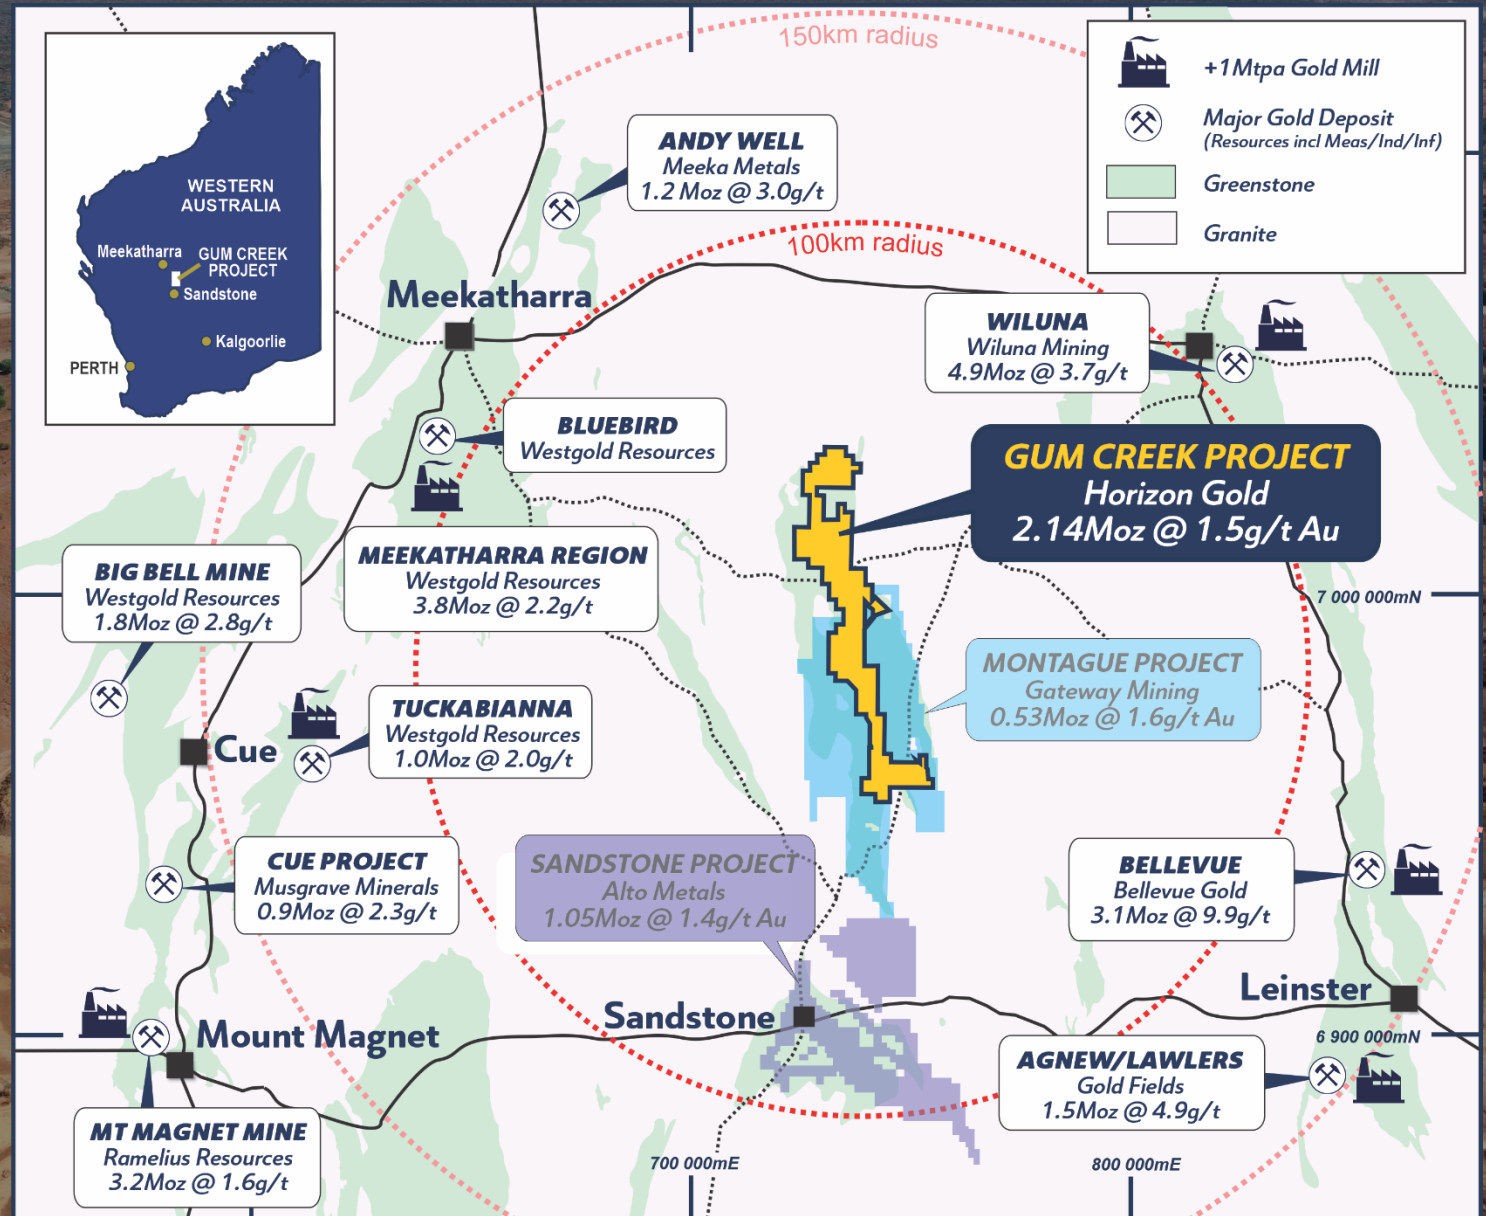 150km radius
+1Mtpa Gold Mill
Major Gold Deposit
(Resources incl Meas/Ind/Inf)
Greenstone
Granite
WESTERN
AUSTRALIA
Meekatharra
GUM CREEK
PROJECT
Sandstone
Kalgoorlie
PERTH
ANDY WELL
Meeka Metals
1.2 Moz @ 3.0g/t
100km radius
Meekatharra
WILUNA
Wiluna Mining
4.9Moz @ 3.7g/t
BLUEBIRD
Westgold Resources
GUM CREEK PROJECT
Horizon Gold
2.14Moz @ 1.5g/t Au
MEEKATHARRA REGION
Westgold Resources
3.8Moz @ 2.2g/t
BIG BELL MINE
Westgold Resources
1.8Moz @ 2.8g/t
7 000 000mN
MONTAGUE PROJECT
Gateway Mining
0.53Moz @ 1.6g/t Au
TUCKABIANNA
Westgold Resources
1.0Moz @ 2.0g/t
Cue
CUE PROJECT
Musgrave Minerals
0.9Moz @ 2.3g/t
SANDSTONE PROJECT
Alto Metals
1.05Moz @ 1.4g/t Au
BELLEVUE
Bellevue Gold
3.1Moz @ 9.9g/t
Leinster
Sandstone
Mount Magnet
6 900 000mN
AGNEW/LAWLERS
Gold Fields
1.5Moz @ 4.9g/t
MT MAGNET MINE
Ramelius Resources
3.2Moz @ 1.6g/t
700 000mE
800 000mE